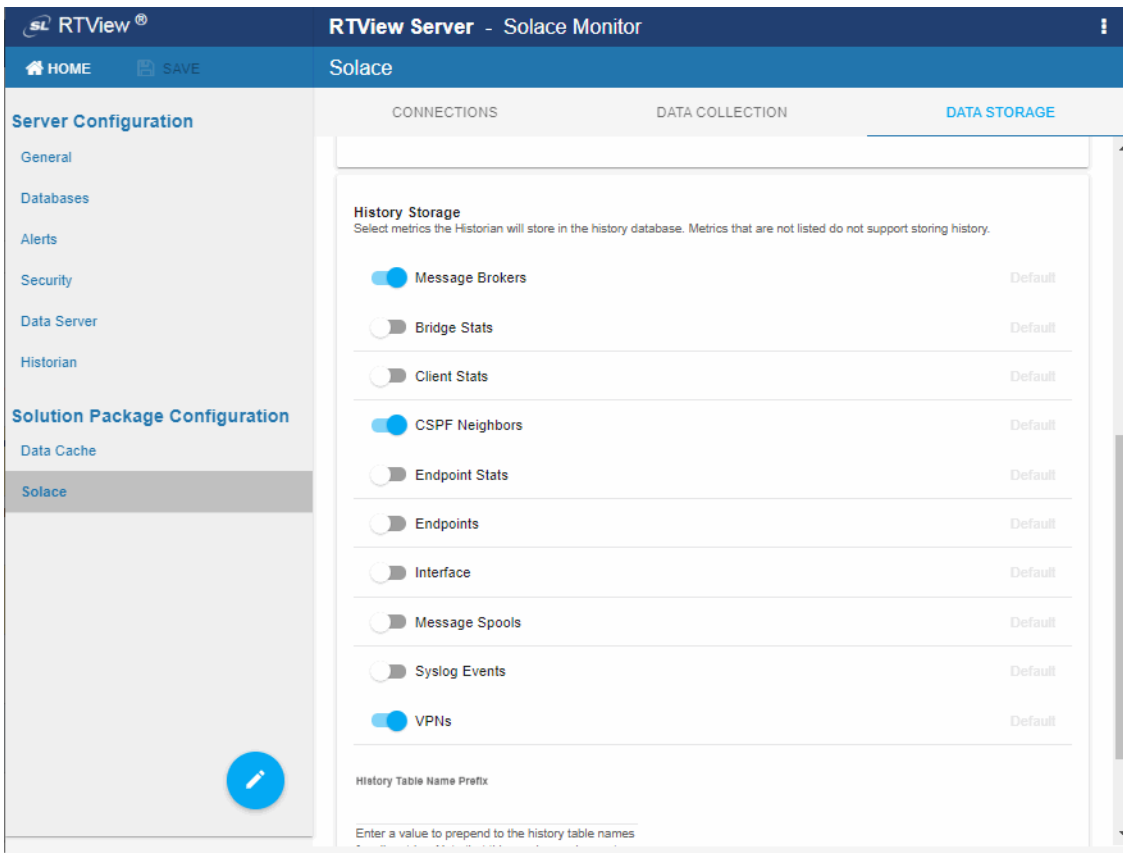 SL RTView ®
RTView Server - Solace Monitor
HOME
SAVE
Solace
Server Configuration
General
Databases
Alerts
Security
Data Server
Historian
Solution Package Configuration
Data Cache
Solace
CONNECTIONS
DATA COLLECTION
DATA STORAGE
History Storage
Select metrics the Historian will store in the history database. Metrics that are not listed do not support storing history.
Message Brokers Default
Bridge Stats Default
Client Stats Default
CSPF Neighbors Default
Endpoint Stats Default
Endpoints Default
Interface Default
Message Spools Default
Syslog Events Default
VPNs Default
History Table Name Prefix
Enter a value to prepend to the history table names